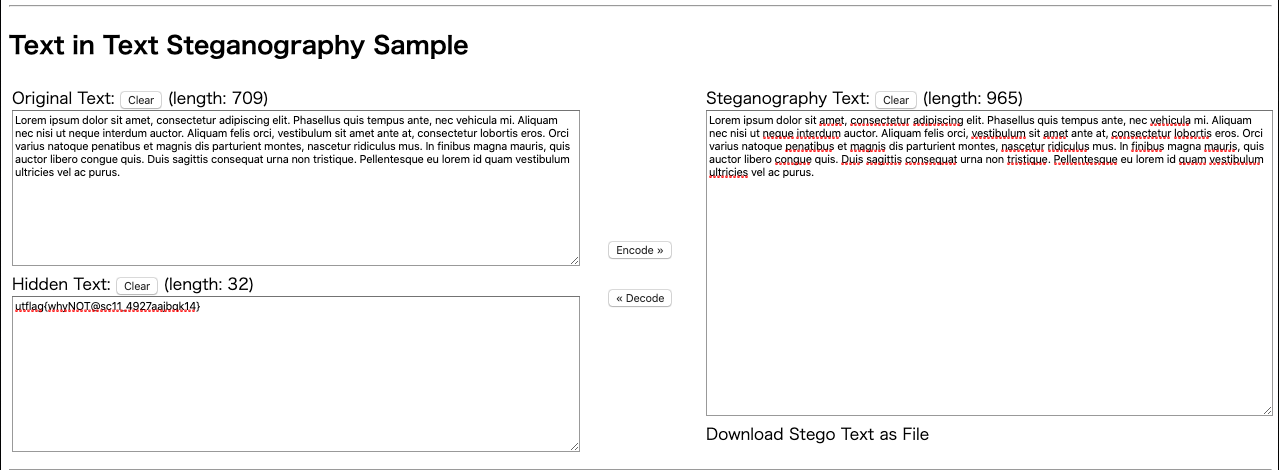 Text in Text Steganography Sample
Original Text: Clear (length: 709)
Lorem ipsum dolor sit amet, consectetur adipiscing elit. Phasellus quis tempus ante, nec vehicula mi. Aliquam
nec nisi ut neque interdum auctor. Aliquam felis orci, vestibulum sit amet ante at, consectetur lobortis eros. Orci
varius natoque penatibus et magnis dis parturient montes, nascetur ridiculus mus. In finibus magna mauris, quis
auctor libero congue quis. Duis sagittis consequat urna non tristique. Pellentesque eu lorem id quam vestibulum
ultricies vel ac purus.
Hidden Text: Clear (length: 32)
utflag{whyNOT@sc11_4927aajbqk14}
Encode »
« Decode
Steganography Text: Clear (length: 965)
Lorem ipsum dolor sit amet, consectetur adipiscing elit. Phasellus quis tempus ante, nec vehicula mi. Aliquam
nec nisi ut neque interdum auctor. Aliquam felis orci, vestibulum sit amet ante at, consectetur lobortis eros. Orci
varius natoque penatibus et magnis dis parturient montes, nascetur ridiculus mus. In finibus magna mauris, quis
auctor libero congue quis. Duis sagittis consequat urna non tristique. Pellentesque eu lorem id quam vestibulum
ultricies vel ac purus.
Download Stego Text as File